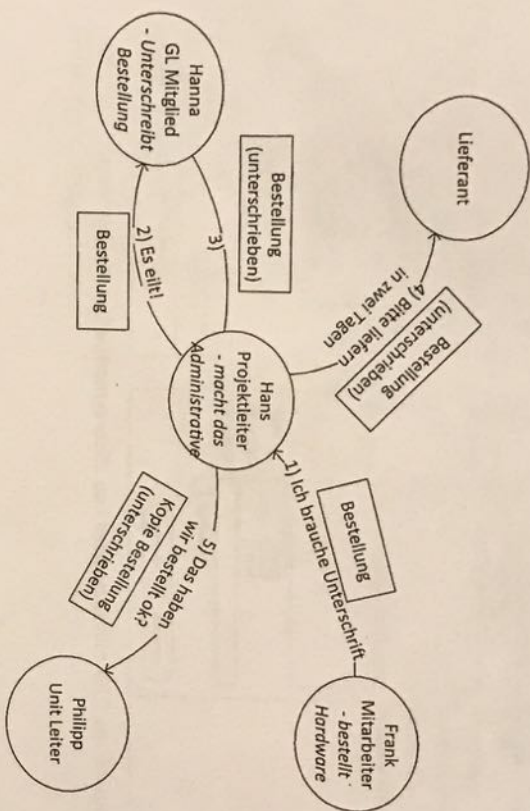 Lieferant
Bestellung
(unterschrieben)
4) Bitte liefern
in zwei Tagen
Frank
Mitarbeiter
- bestellt
Hardware
Bestellung
1) Ich brauche Unterschrift
Hans
Projektleiter
- macht das
Administrative
Bestellung
(unterschrieben)
3)
Hanna
GL Mitglied
- Unterschreibt
Bestellung
2) Es eilt!
Bestellung
5) Das haben
wir bestellt ok?
Kopie Bestellung
(unterschrieben)
Philipp
Unit Leiter